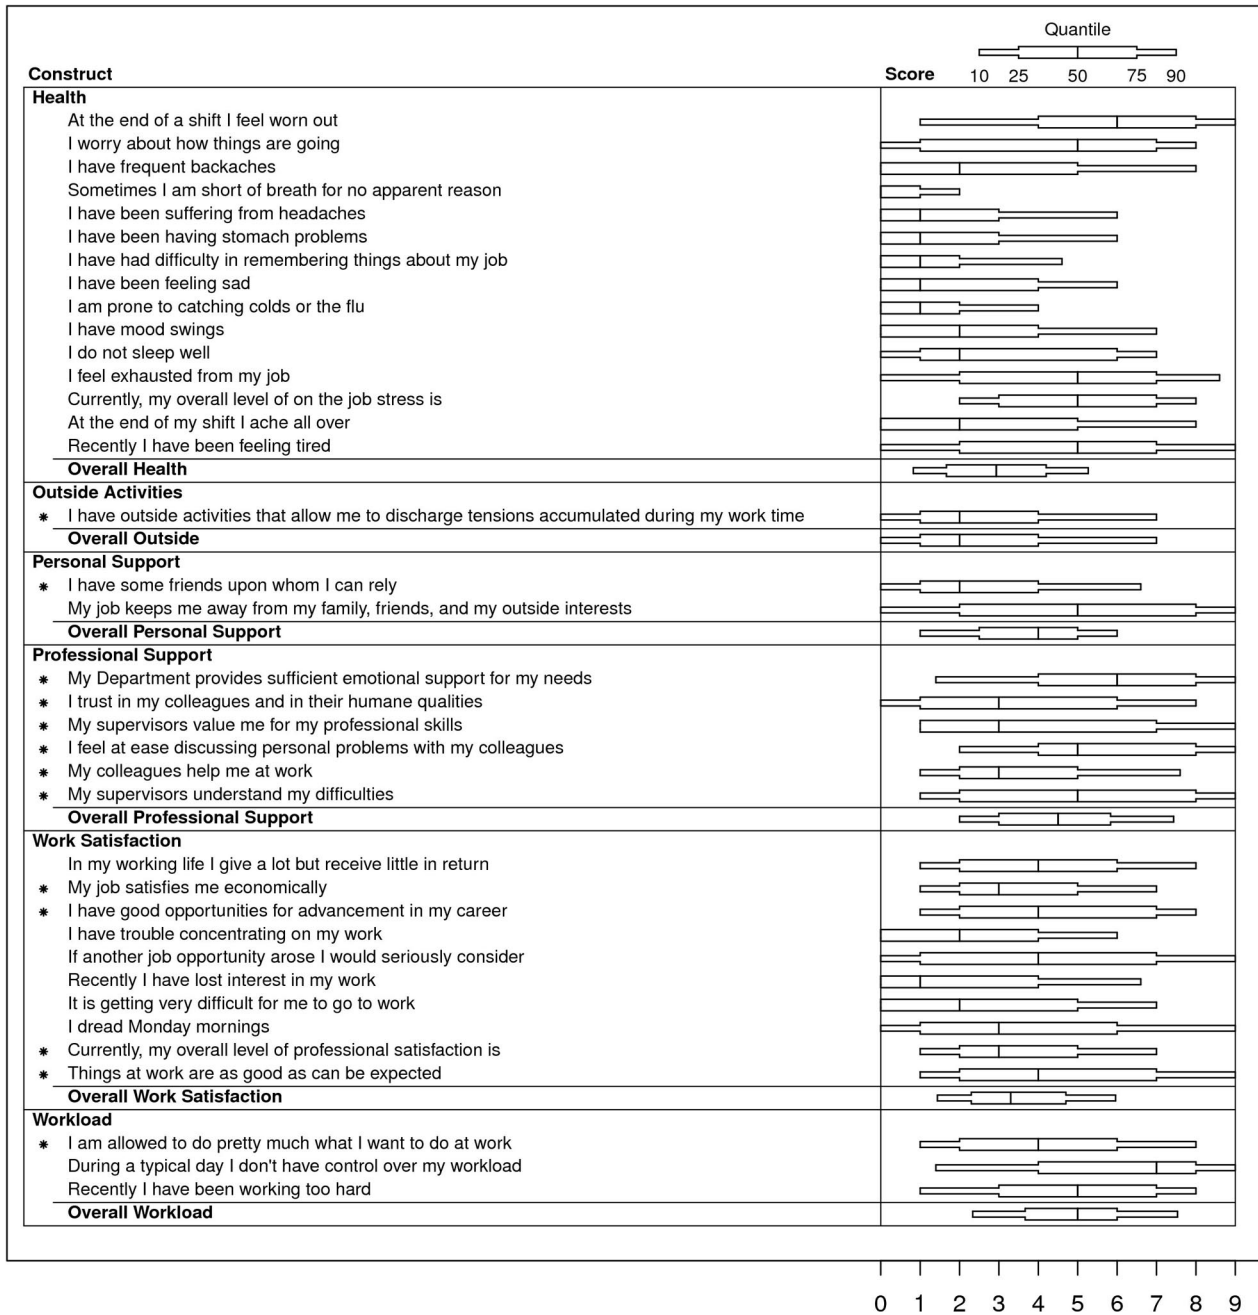 Quantile
Construct Score 10 25 50 75 90
Health
At the end of a shift I feel worn out
I worry about how things are going
I have frequent backaches
Sometimes I am short of breath for no apparent reason
I have been suffering from headaches
I have been having stomach problems
I have had difficulty in remembering things about my job
I have been feeling sad
I am prone to catching colds or the flu
I have mood swings
I do not sleep well
I feel exhausted from my job
Currently, my overall level of on the job stress is
At the end of my shift I ache all over
Recently I have been feeling tired
Overall Health
Outside Activities
* I have outside activities that allow me to discharge tensions accumulated during my work time
Overall Outside
Personal Support
* I have some friends upon whom I can rely
My job keeps me away from my family, friends, and my outside interests
Overall Personal Support
Professional Support
* My Department provides sufficient emotional support for my needs
* I trust in my colleagues and in their humane qualities
* My supervisors value me for my professional skills
* I feel at ease discussing personal problems with my colleagues
* My colleagues help me at work
* My supervisors understand my difficulties
Overall Professional Support
Work Satisfaction
In my working life I give a lot but receive little in return
* My job satisfies me economically
* I have good opportunities for advancement in my career
I have trouble concentrating on my work
If another job opportunity arose I would seriously consider
Recently I have lost interest in my work
It is getting very difficult for me to go to work
I dread Monday mornings
* Currently, my overall level of professional satisfaction is
* Things at work are as good as can be expected
Overall Work Satisfaction
Workload
* I am allowed to do pretty much what I want to do at work
During a typical day I don't have control over my workload
Recently I have been working too hard
Overall Workload
0 1 2 3 4 5 6 7 8 9